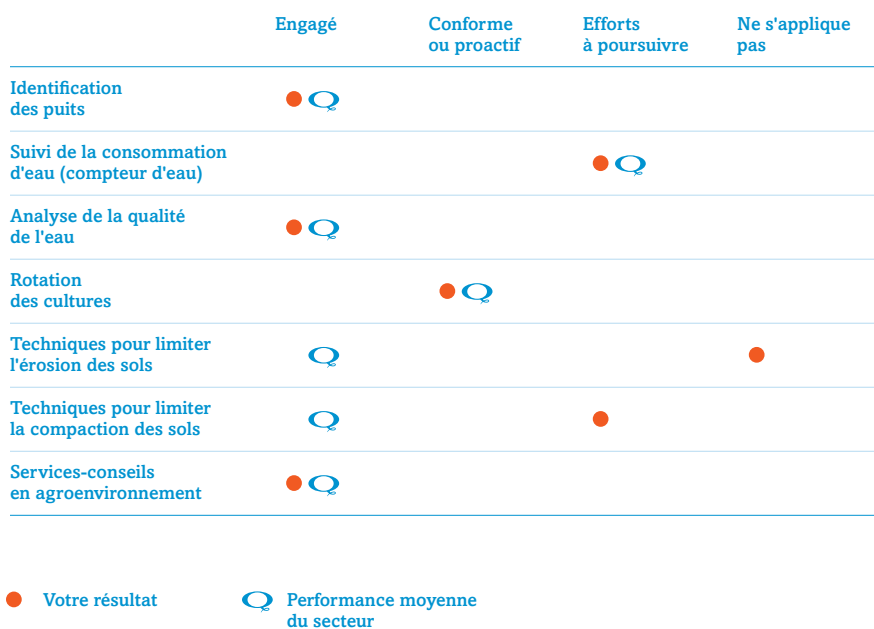 Engagé
Conforme
ou proactif
Efforts
à poursuivre
Ne s'applique
pas
Identification
des puits
Suivi de la consommation
d'eau (compteur d'eau)
Analyse de la qualité
de l'eau
Rotation
des cultures
Techniques pour limiter
l'érosion des sols
Techniques pour limiter
la compaction des sols
Services-conseils
en agroenvironnement
Votre résultat
Performance moyenne
du secteur